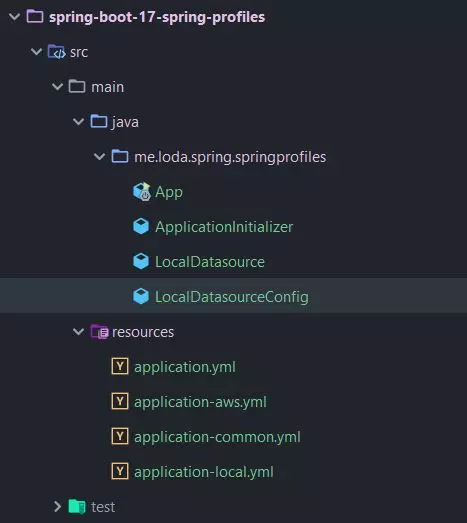 spring-boot-17-spring-profiles
src
main
java
me.loda.spring.springprofiles
App
ApplicationInitializer
LocalDatasource
LocalDatasourceConfig
resources
Y application.yml
Y application-aws.yml
Y application-common.yml
Y application-local.yml
test